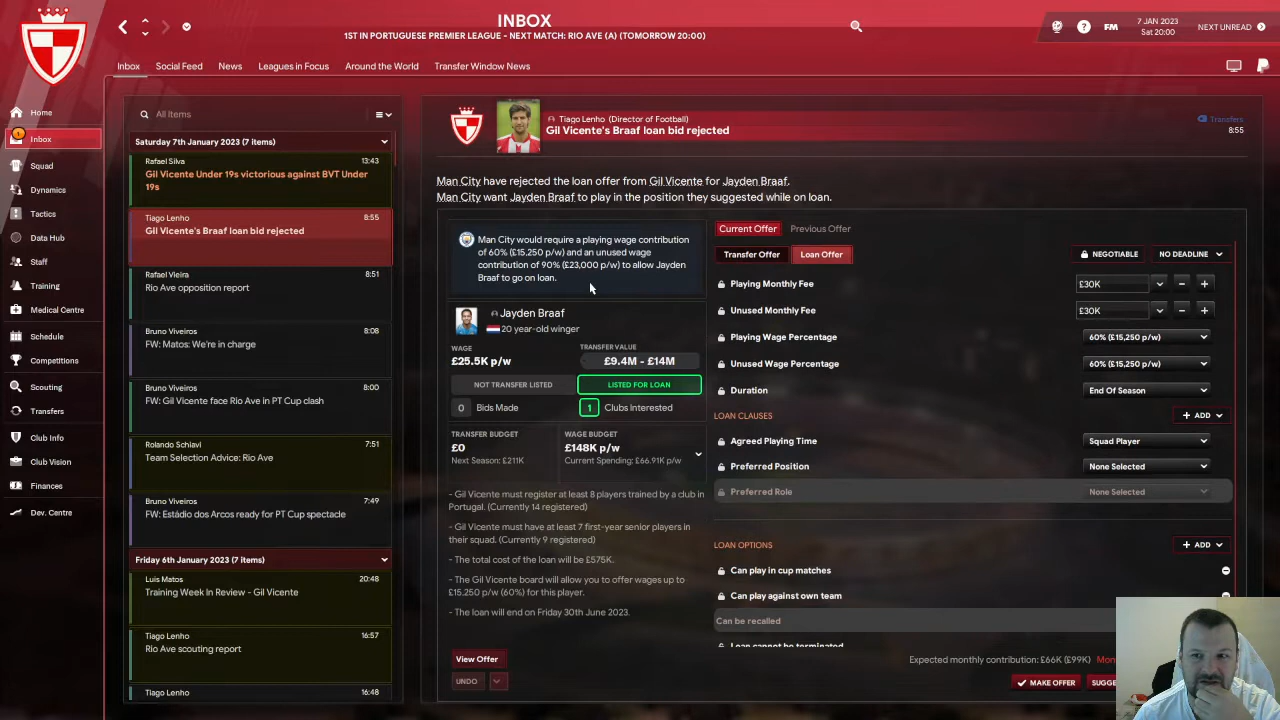 INBOX
1ST IN PORTUGUESE PREMIER LEAGUE - NEXT MATCH: RIO AVE (A) (TOMORROW 20:00)
FM
7 JAN 2023
Sat 20:00
NEXT UNREAD
Inbox
Social Feed
News
Leagues in Focus
Around the World
Transfer Window News
Home
Inbox
Squad
Dynamics
Tactics
Data Hub
Staff
Training
Medical Centre
Schedule
Competitions
Scouting
Transfers
Club Info
Club Vision
Finances
Dev. Centre
All Items
Saturday 7th January 2023 (7 items)
Rafael Silva 13:43
Gil Vicente Under 19s victorious against BVT Under
19s
Tiago Lenho 8:55
Gil Vicente's Braaf loan bid rejected
Rafael Vieira 8:51
Rio Ave opposition report
Bruno Viveiros 8:08
FW: Matos: We're in charge
Bruno Viveiros 8:00
FW: Gil Vicente face Rio Ave in PT Cup clash
Rolando Schiavi 7:51
Team Selection Advice: Rio Ave
Bruno Viveiros 7:49
FW: Estádio dos Arcos ready for PT Cup spectacle
Friday 6th January 2023 (7 items)
Luis Matos 20:48
Training Week In Review - Gil Vicente
Tiago Lenho 16:57
Rio Ave scouting report
Tiago Lenho 16:48
Tiago Lenho (Director of Football)
Gil Vicente's Braaf loan bid rejected
Transfers
8:55
Man City have rejected the loan offer from Gil Vicente for Jayden Braaf.
Man City want Jayden Braaf to play in the position they suggested while on loan.
Man City would require a playing wage contribution
of 60% (£15,250 p/w) and an unused wage
contribution of 90% (£23,000 p/w) to allow Jayden
Braaf to go on loan.
Jayden Braaf
20 year-old winger
WAGE
£25.5K p/w
TRANSFER VALUE
£9.4M - £14M
NOT TRANSFER LISTED
LISTED FOR LOAN
0 Bids Made
1 Clubs Interested
TRANSFER BUDGET
£0
Next Season: £211K
WAGE BUDGET
£148K p/w
Current Spending: £66.91K p/w
- Gil Vicente must register at least 8 players trained by a club in
Portugal. (Currently 14 registered)
- Gil Vicente must have at least 7 first-year senior players in
their squad. (Currently 9 registered)
- The total cost of the loan will be £575K.
- The Gil Vicente board will allow you to offer wages up to
£15,250 p/w (60%) for this player.
- The loan will end on Friday 30th June 2023.
View Offer
UNDO
Current Offer
Previous Offer
Transfer Offer
Loan Offer
NEGOTIABLE
NO DEADLINE
Playing Monthly Fee £30K
Unused Monthly Fee £30K
Playing Wage Percentage 60% (£15,250 p/w)
Unused Wage Percentage 60% (£15,250 p/w)
Duration End Of Season
LOAN CLAUSES
ADD
Agreed Playing Time Squad Player
Preferred Position None Selected
Preferred Role None Selected
LOAN OPTIONS
ADD
Can play in cup matches
Can play against own team
Can be recalled
Loan cannot be terminated
Expected monthly contribution: £66K (£99K)
MAKE OFFER